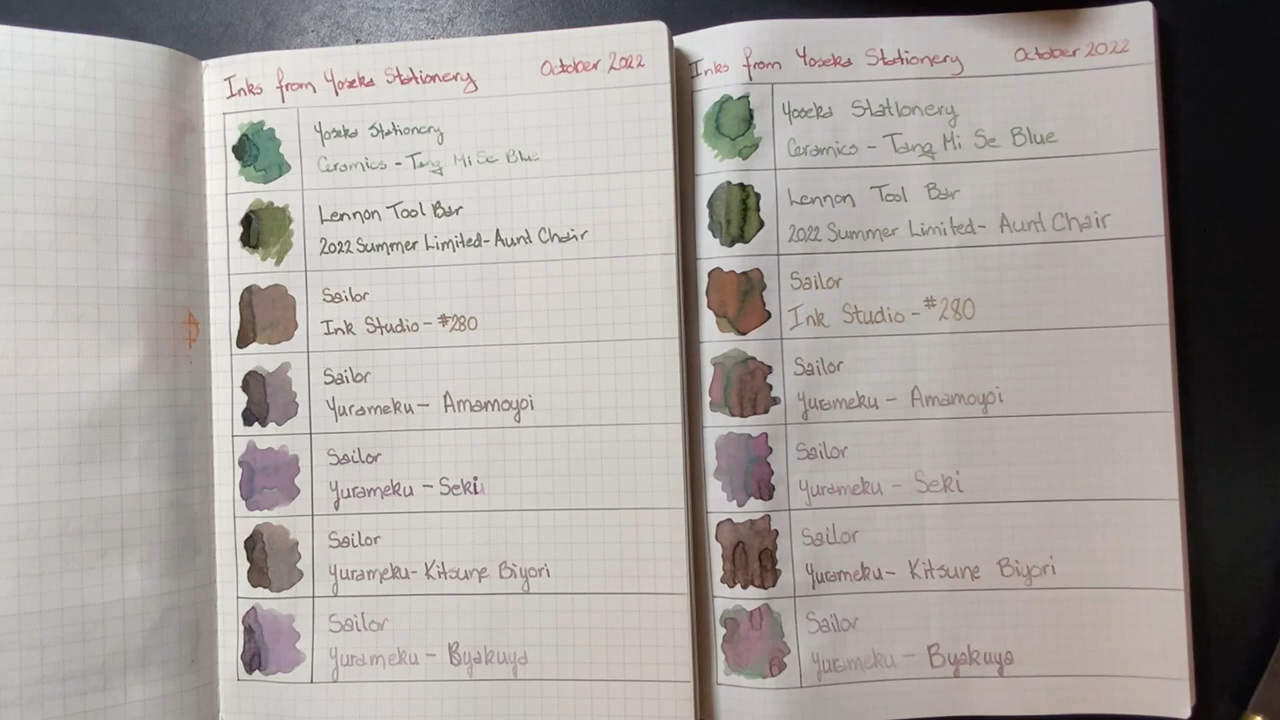 Inks from Yoseka Stationery October 2022
Yoseka Stationery
Ceramics - Tang Mi Se Blue
Lennon Tool Bar
2022 Summer Limited - Aunt Chair
Sailor
Ink Studio - #280
Sailor
Yurameku - Amamoyoi
Sailor
Yurameku - Seki
Sailor
Yurameku - Kitsune Biyori
Sailor
Yurameku - Byakuya
Inks from Yoseka Stationery October 2022
Yoseka Stationery
Ceramics - Tang Mi Se Blue
Lennon Tool Bar
2022 Summer Limited - Aunt Chair
Sailor
Ink Studio - #280
Sailor
Yurameku - Amamoyoi
Sailor
Yurameku - Seki
Sailor
Yurameku - Kitsune Biyori
Sailor
Yurameku - Byakuya